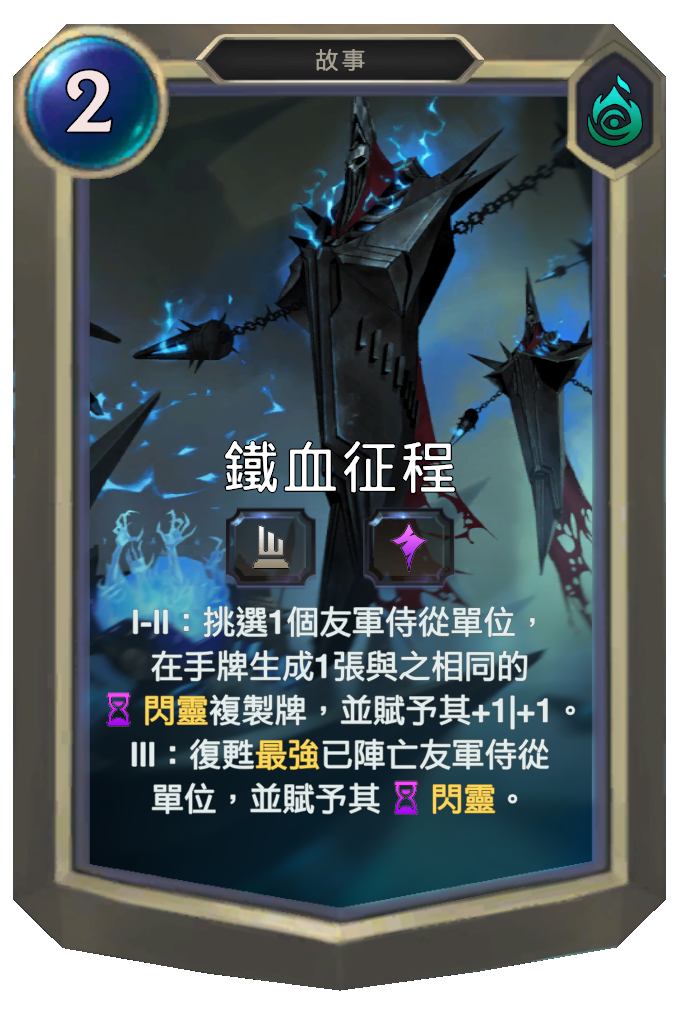 2
故事
鐵血征程
I-II：挑選1個友軍侍從單位，
在手牌生成1張與之相同的
閃靈複製牌，並賦予其+1|+1。
III：復甦最強已陣亡友軍侍從
單位，並賦予其 閃靈。